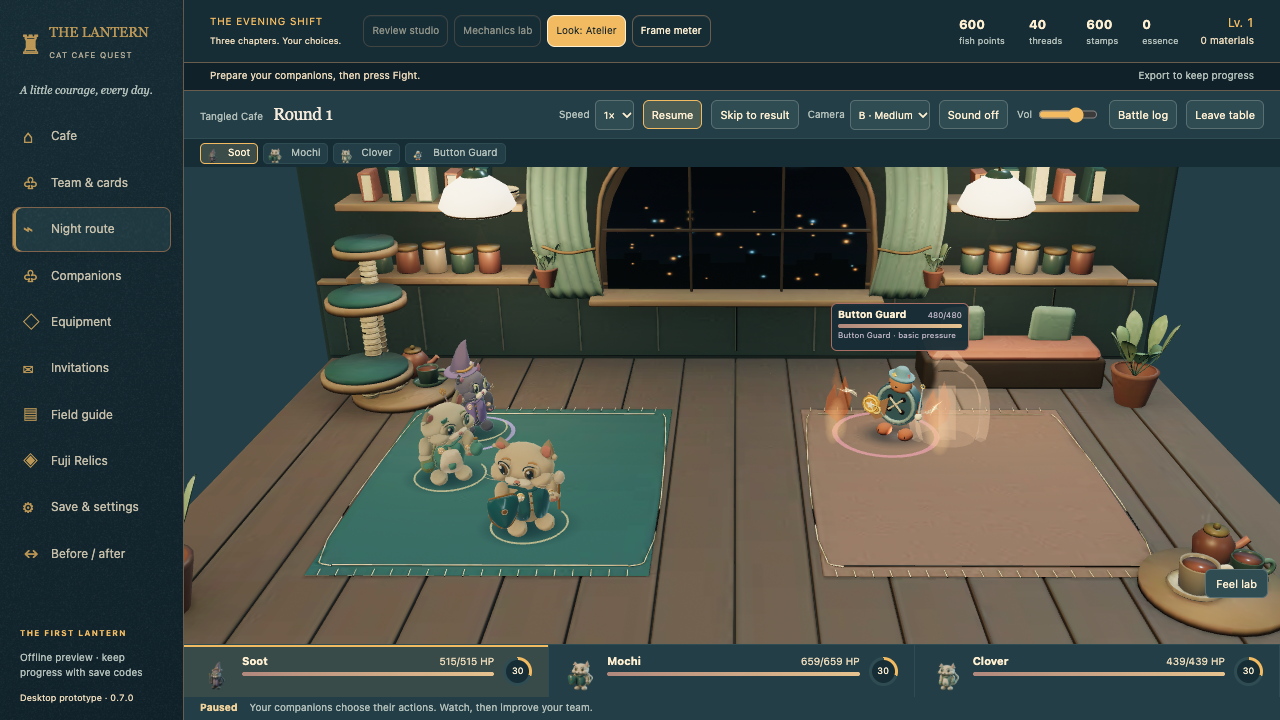 THE LANTERN
CAT CAFE QUEST
A little courage, every day.
Cafe
Team & cards
Night route
Companions
Equipment
Invitations
Field guide
Fuji Relics
Save & settings
Before / after
THE FIRST LANTERN
Offline preview · keep
progress with save codes
Desktop prototype · 0.7.0
THE EVENING SHIFT
Three chapters. Your choices.
Review studio
Mechanics lab
Look: Atelier
Frame meter
600
fish points
40
threads
600
stamps
0
essence
Lv. 1
0 materials
Prepare your companions, then press Fight.
Export to keep progress
Tangled Cafe
Round 1
Speed
1x
Resume
Skip to result
Camera
B · Medium
Sound off
Vol
Battle log
Leave table
Soot
Mochi
Clover
Button Guard
Button Guard 480/480
Button Guard · basic pressure
Feel lab
Soot 515/515 HP 30
Mochi 659/659 HP 30
Clover 439/439 HP 30
Paused Your companions choose their actions. Watch, then improve your team.